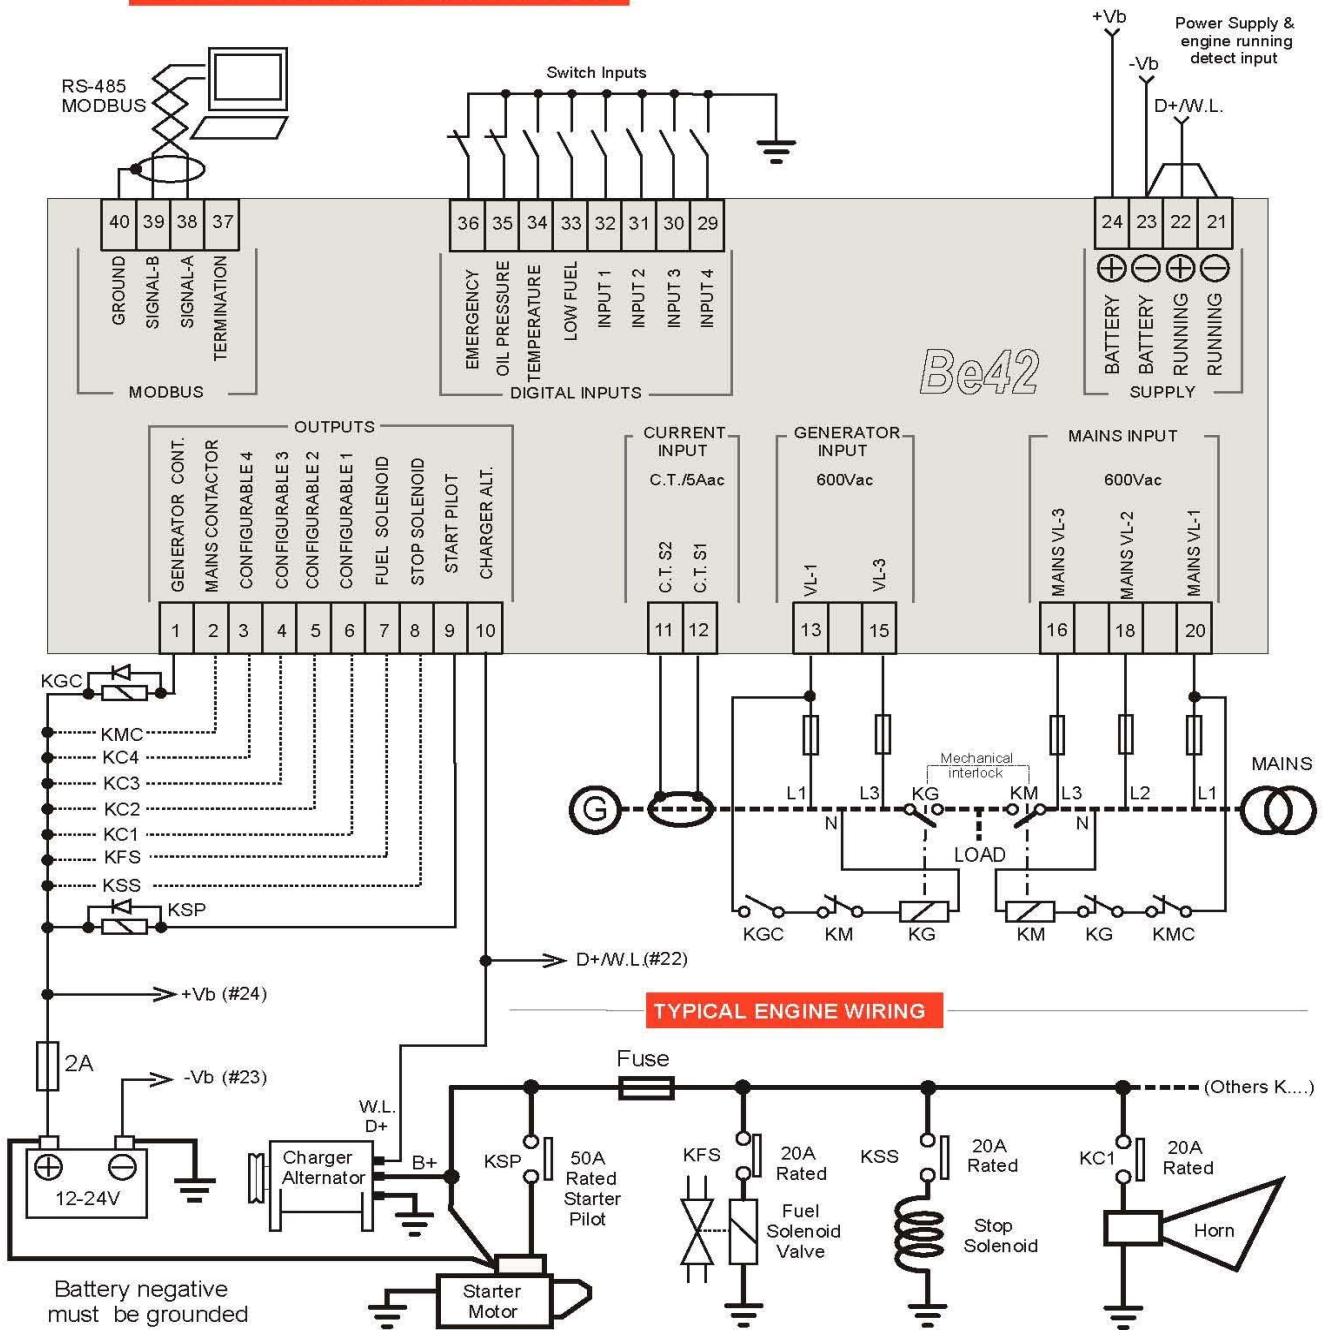 +Vb
Power Supply &
engine running
detect input
-Vb
D+/W.L.
RS-485
MODBUS
Switch Inputs
40 39 38 37
36 35 34 33 32 31 30 29
24 23 22 21
GROUND
SIGNAL-B
SIGNAL-A
TERMINATION
MODBUS
EMERGENCY
OIL PRESSURE
TEMPERATURE
LOW FUEL
INPUT 1
INPUT 2
INPUT 3
INPUT 4
DIGITAL INPUTS
Be42
+ − + −
BATTERY
BATTERY
RUNNING
RUNNING
SUPPLY
OUTPUTS
GENERATOR CONT.
MAINS CONTACTOR
CONFIGURABLE 4
CONFIGURABLE 3
CONFIGURABLE 2
CONFIGURABLE 1
FUEL SOLENOID
STOP SOLENOID
START PILOT
CHARGER ALT.
CURRENT
INPUT
C.T./5Aac
C.T. S2
C.T. S1
GENERATOR
INPUT
600Vac
VL-1
VL-3
MAINS INPUT
600Vac
MAINS VL-3
MAINS VL-2
MAINS VL-1
1 2 3 4 5 6 7 8 9 10
11 12
13 15
16 18 20
KGC
KMC
KC4
KC3
KC2
KC1
KFS
KSS
KSP
Mechanical
interlock
MAINS
G
L1
L3
KG
KM
L3
L2
L1
N
N
LOAD
KGC
KM
KG
KM
KG
KMC
D+/W.L.(#22)
+Vb (#24)
TYPICAL ENGINE WIRING
2A
-Vb (#23)
Fuse
(Others K....)
W.L.
D+
Charger
Alternator
B+
+ −
12-24V
KSP
50A
Rated
Starter
Pilot
KFS
20A
Rated
Fuel
Solenoid
Valve
KSS
20A
Rated
Stop
Solenoid
KC1
20A
Rated
Horn
Battery negative
must be grounded
Starter
Motor